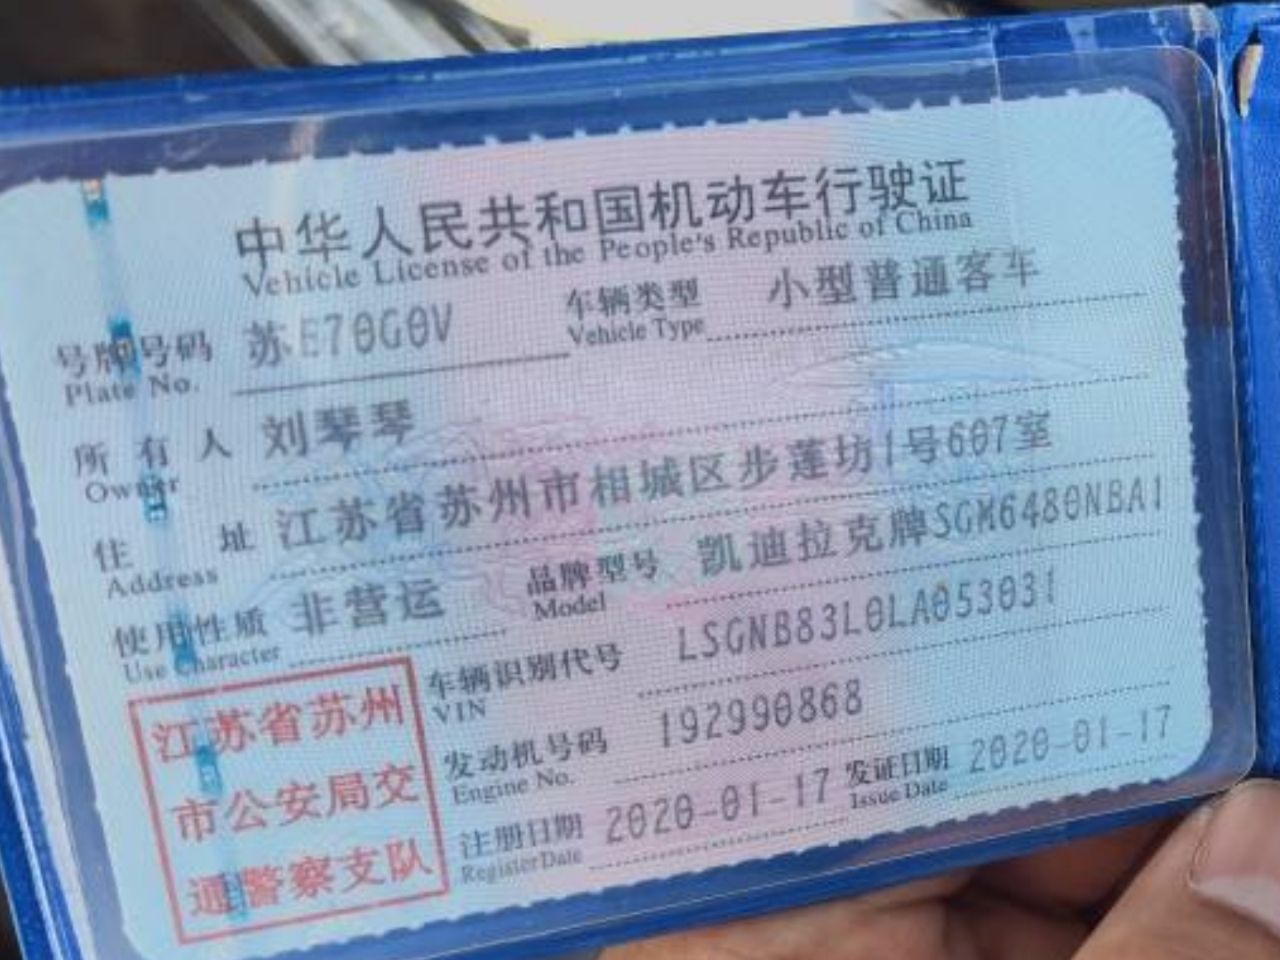 中华人民共和国机动车行驶证
Vehicle License of the People's Republic of China
号牌号码 苏E70G0V 车辆类型 小型普通客车
Plate No. Vehicle Type
所有人 刘琴琴
Owner
住址 江苏省苏州市相城区步莲坊1号607室
Address
使用性质 非营运 品牌型号 凯迪拉克牌SGM6480NBA1
Use Character Model
车辆识别代号 LSGNB83L0LA053031
VIN
发动机号码 192990868
Engine No.
注册日期 2020-01-17 发证日期 2020-01-17
Register Date Issue Date
江苏省苏州
市公安局交
通警察支队